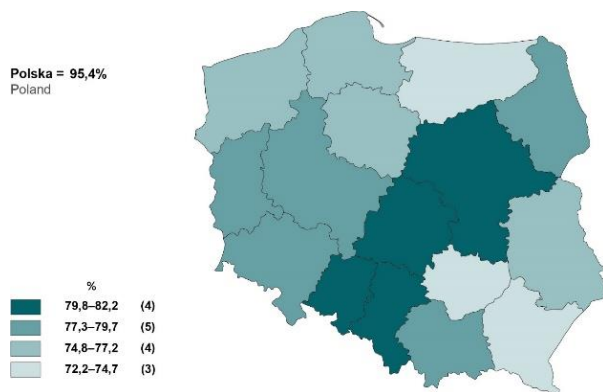 Polska = 95,4%
Poland
%
79,8–82,2 (4)
77,3–79,7 (5)
74,8–77,2 (4)
72,2–74,7 (3)